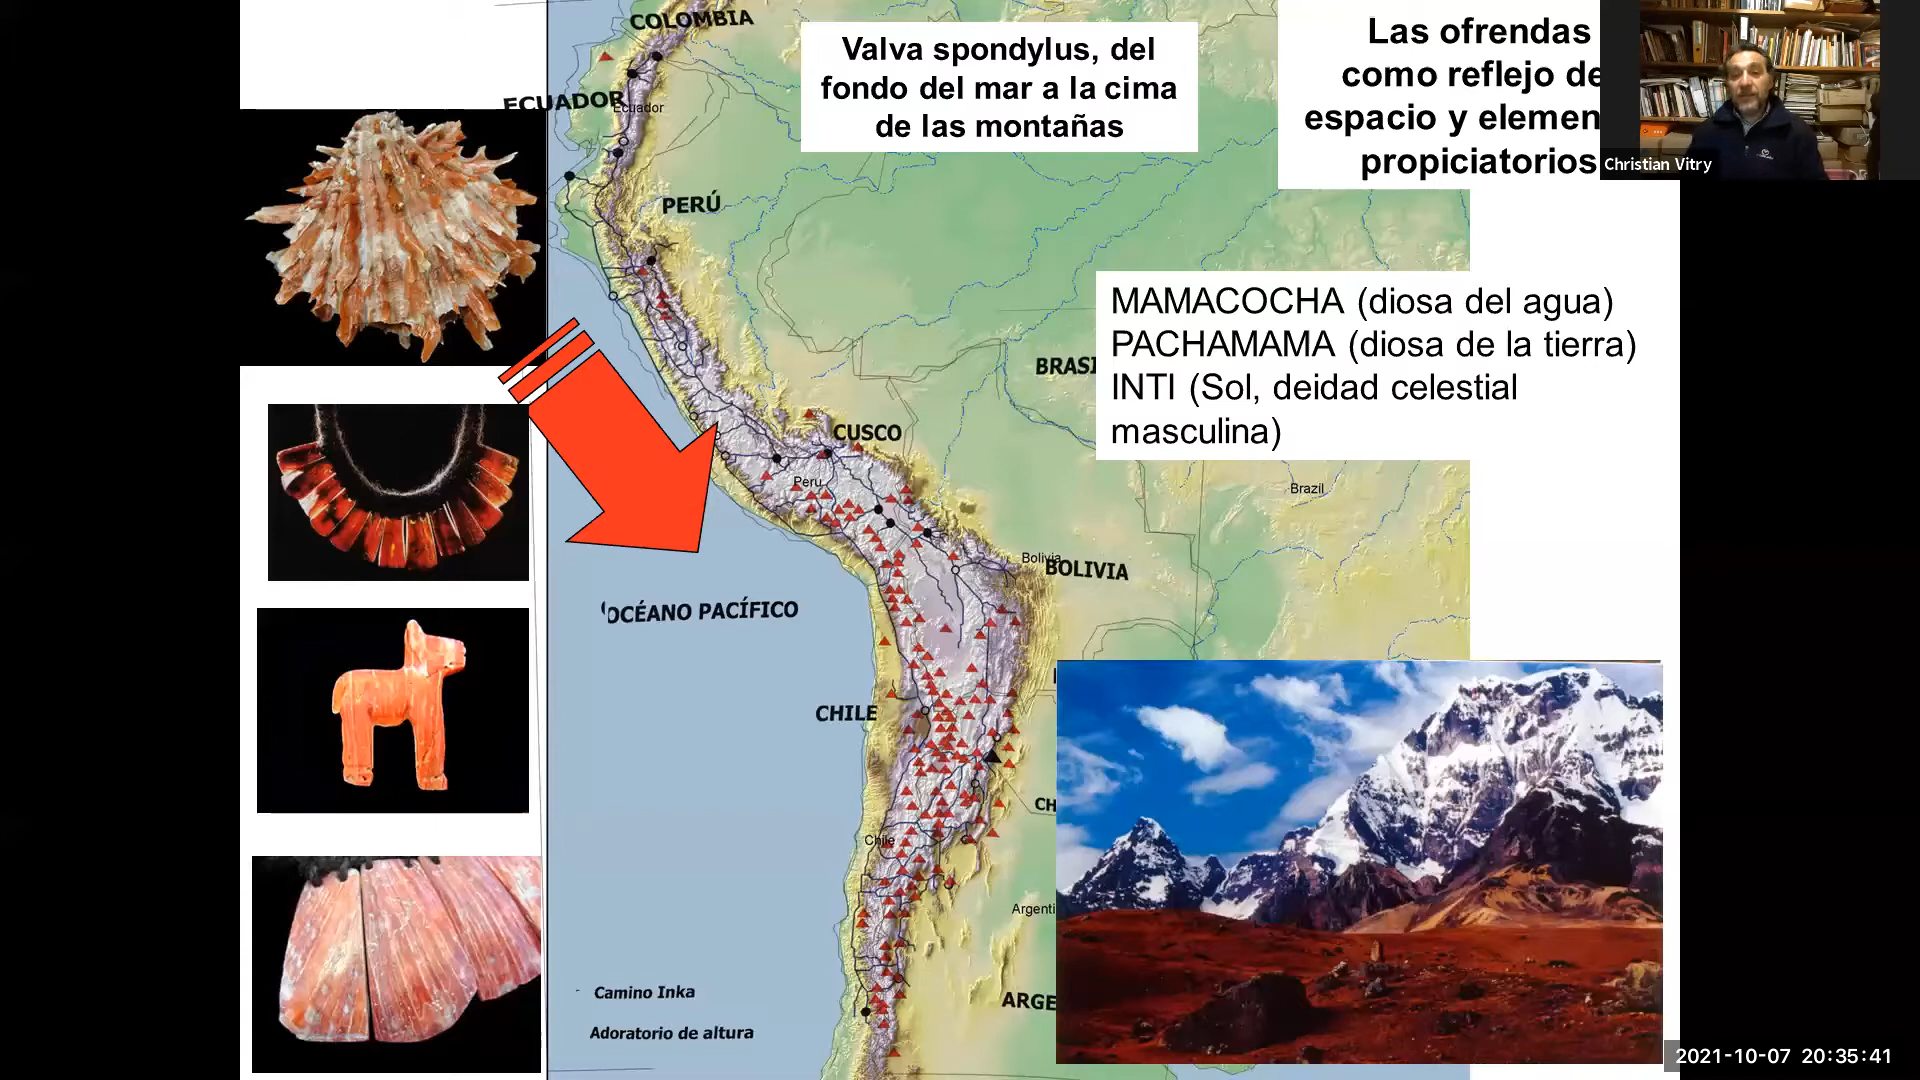 Valva spondylus, del
fondo del mar a la cima
de las montañas
Las ofrendas
como reflejo de
espacio y elemen
propiciatorios
Christian Vitry
MAMACOCHA (diosa del agua)
PACHAMAMA (diosa de la tierra)
INTI (Sol, deidad celestial
masculina)
COLOMBIA
ECUADOR
Ecuador
PERÚ
BRASI
CUSCO
Peru
Brazil
Bolivia
BOLIVIA
OCÉANO PACÍFICO
CHILE
CH
Chile
Argenti
ARGE
Camino Inka
Adoratorio de altura
2021-10-07 20:35:41